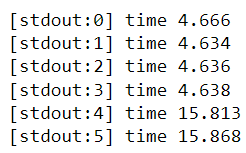 [stdout:0] time 4.666
[stdout:1] time 4.634
[stdout:2] time 4.636
[stdout:3] time 4.638
[stdout:4] time 15.813
[stdout:5] time 15.868